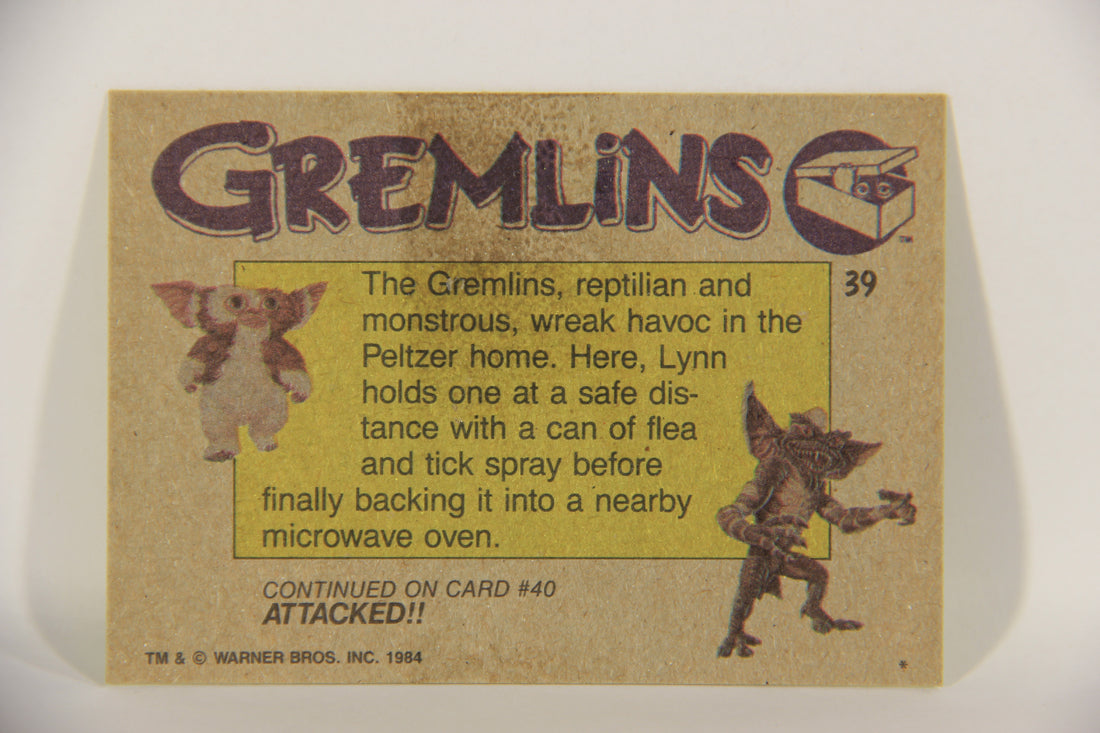 GREMLiNS
TM
39
The Gremlins, reptilian and
monstrous, wreak havoc in the
Peltzer home. Here, Lynn
holds one at a safe dis-
tance with a can of flea
and tick spray before
finally backing it into a nearby
microwave oven.
CONTINUED ON CARD #40
ATTACKED!!
TM & © WARNER BROS. INC. 1984
*